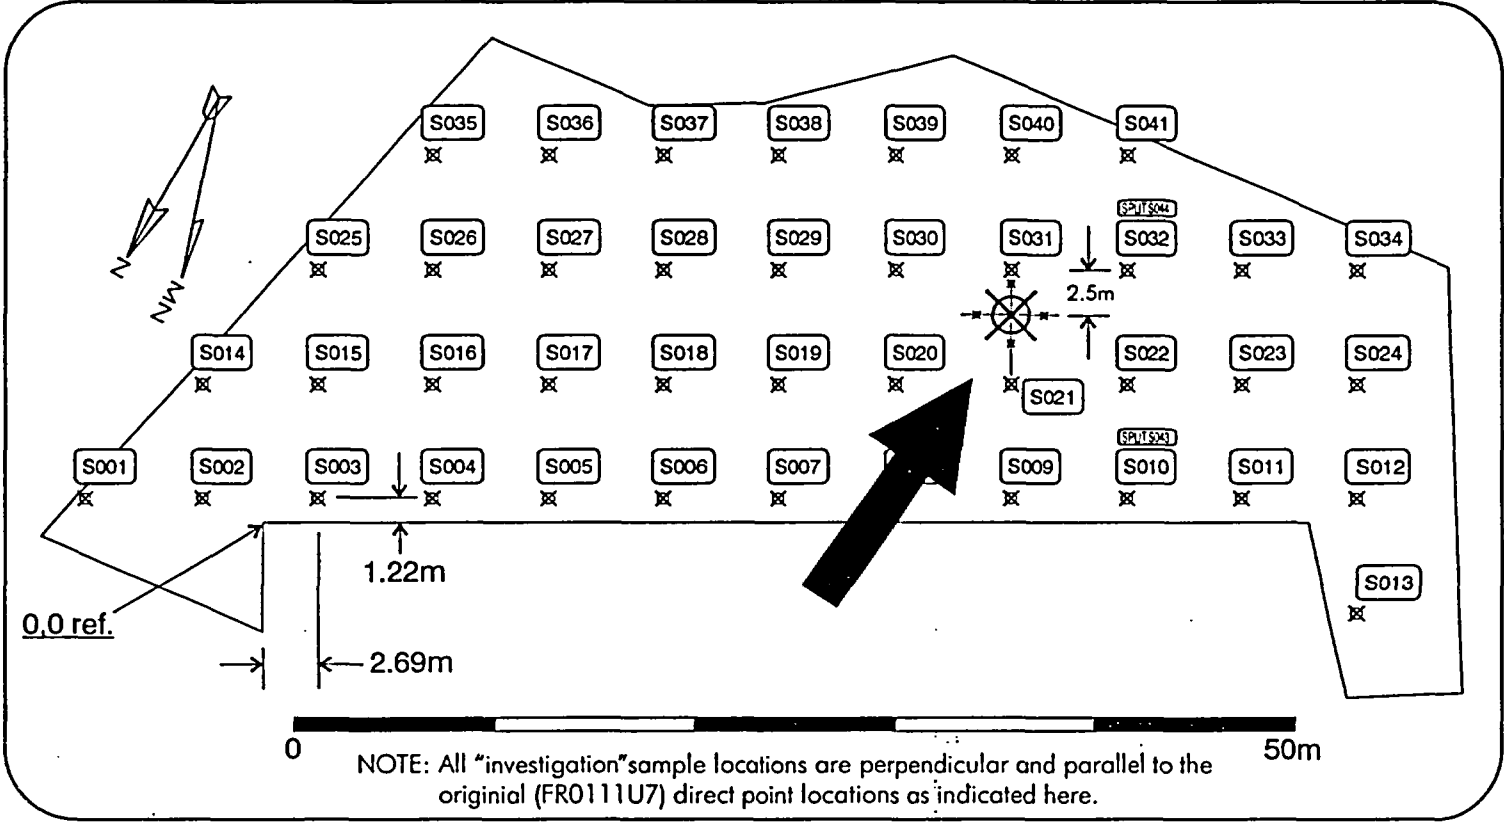 S035 S036 S037 S038 S039 S040 S041
SPLIT S044
S025 S026 S027 S028 S029 S030 S031 S032 S033 S034
N
MN
2.5m
S014 S015 S016 S017 S018 S019 S020 S022 S023 S024
S021
SPLIT S043
S001 S002 S003 S004 S005 S006 S007 S009 S010 S011 S012
1.22m
S013
0,0 ref.
2.69m
0 50m
NOTE: All "investigation"sample locations are perpendicular and parallel to the
originial (FR0111U7) direct point locations as indicated here.